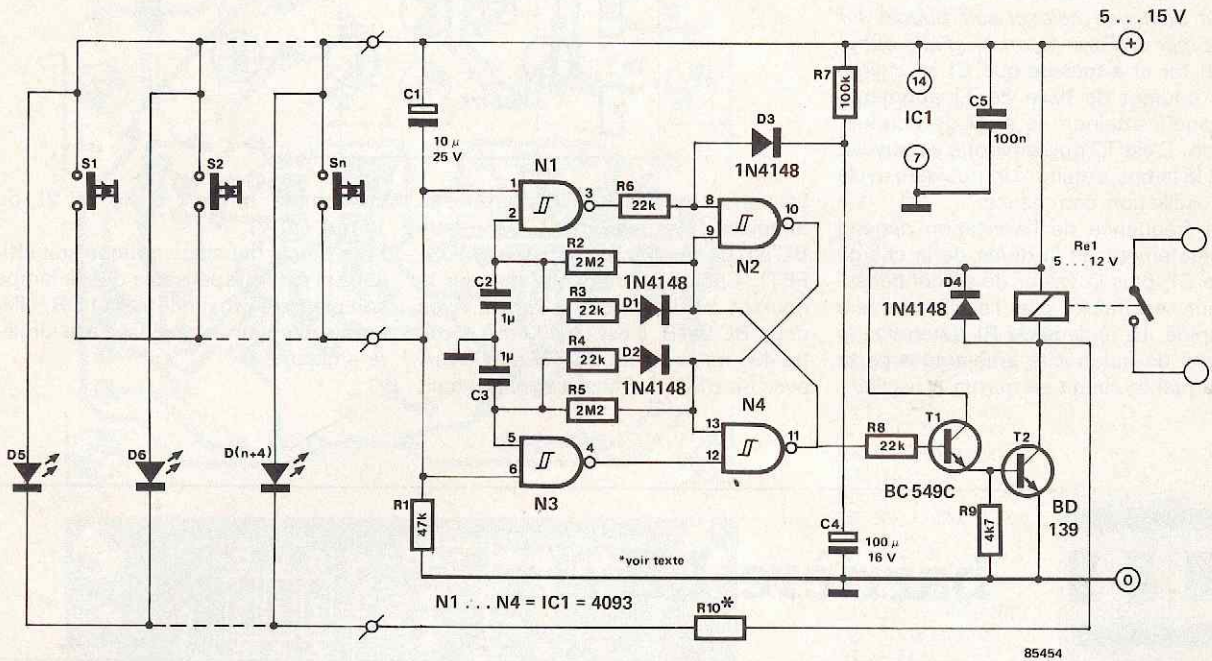 5 . . . 15 V
+
S1
S2
Sn
C1
10 µ
25 V
R7
100k
14
IC1
7
C5
100n
D3
1N4148
N1
1
2
3
R6
22k
8
9
10
N2
R2
2M2
C2
1µ
R3
22k
D1
1N4148
R4
22k
D2
1N4148
1µ
C3
R5
2M2
N4
13
12
11
5
6
4
N3
Re1
5 . . . 12 V
D4
1N4148
R8
22k
T1
BC 549C
T2
BD
139
R9
4k7
C4
100 µ
16 V
D5
D6
D(n+4)
R1
47k
*voir texte
0
N1 . . . N4 = IC1 = 4093
R10*
85454